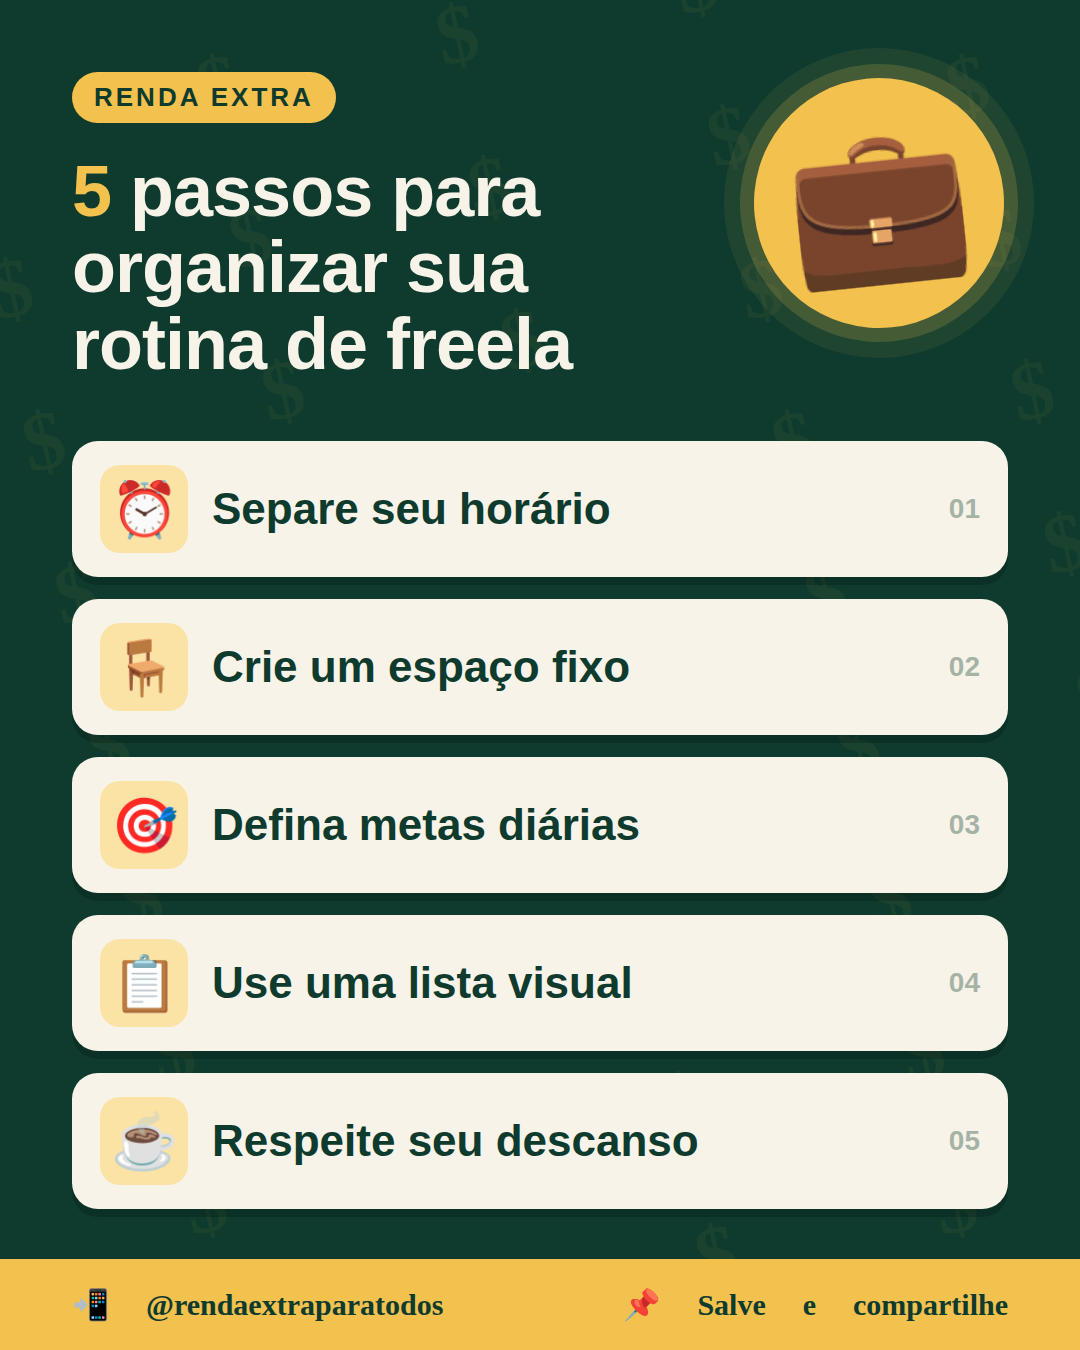 RENDA EXTRA
5 passos para
organizar sua
rotina de freela
Separe seu horário
01
Crie um espaço fixo
02
Defina metas diárias
03
Use uma lista visual
04
Respeite seu descanso
05
@rendaextraparatodos
Salve e compartilhe